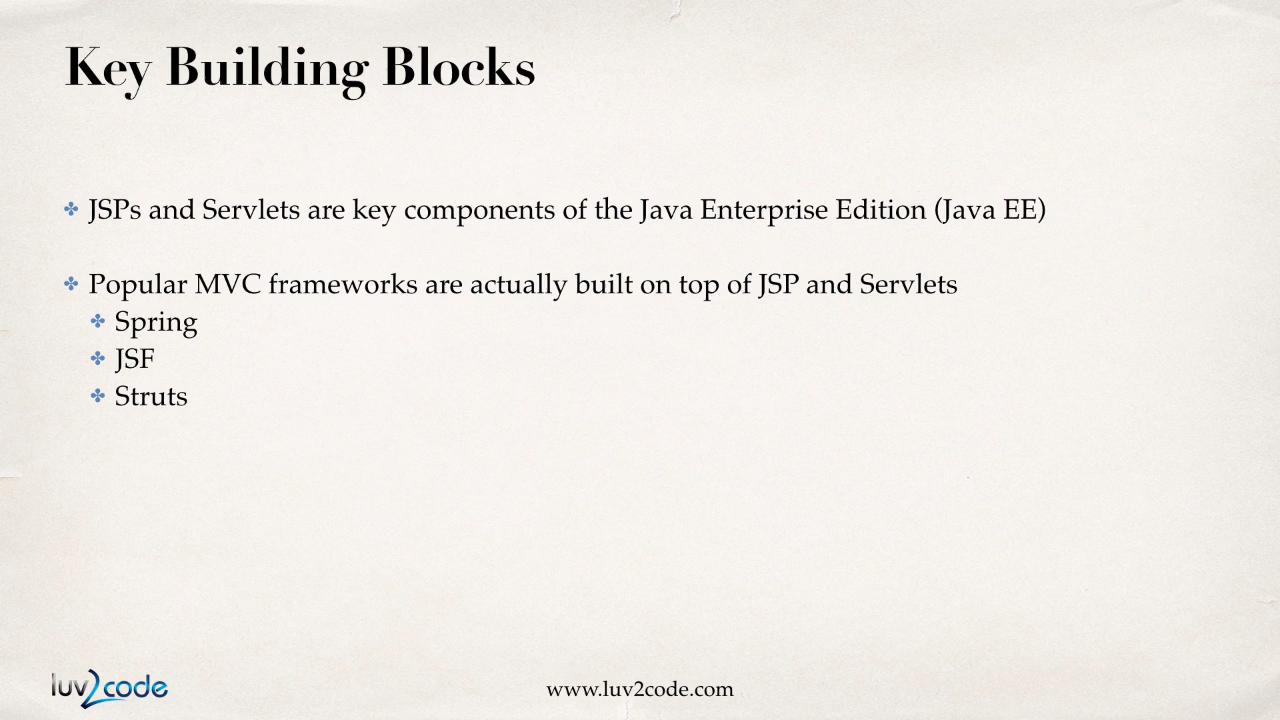 Key Building Blocks
✤ JSPs and Servlets are key components of the Java Enterprise Edition (Java EE)
✤ Popular MVC frameworks are actually built on top of JSP and Servlets
✤ Spring
✤ JSF
✤ Struts
luv2code
www.luv2code.com